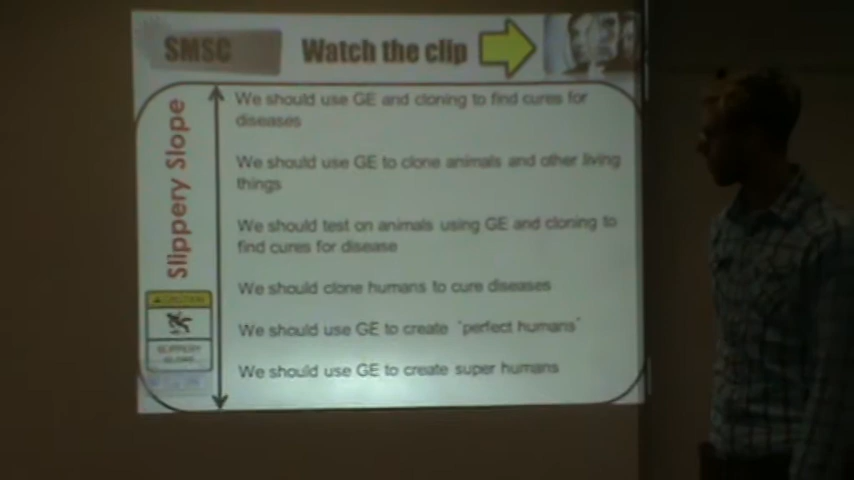 SMSC
Watch the clip
Slippery Slope
We should use GE and cloning to find cures for
diseases
We should use GE to clone animals and other living
things
We should test on animals using GE and cloning to
find cures for disease
We should clone humans to cure diseases
We should use GE to create 'perfect humans'
We should use GE to create super humans
CAUTION
SLIPPERY